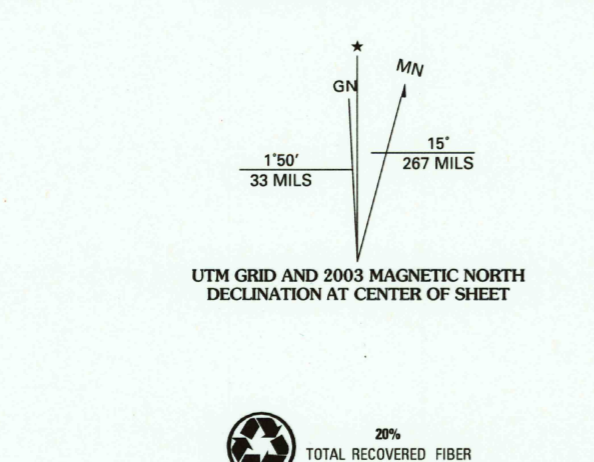 ★
MN
GN
1°50′
33 MILS
15°
267 MILS
UTM GRID AND 2003 MAGNETIC NORTH
DECLINATION AT CENTER OF SHEET
20%
TOTAL RECOVERED FIBER